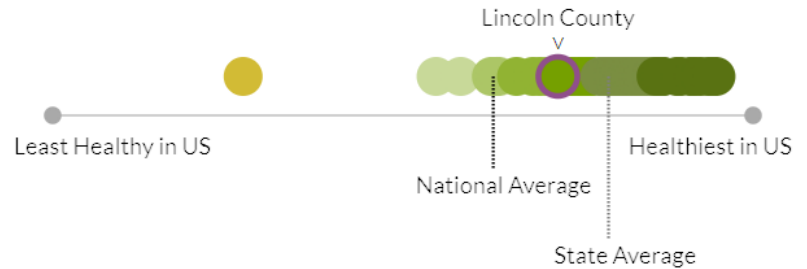 Lincoln County
Least Healthy in US
Healthiest in US
National Average
State Average